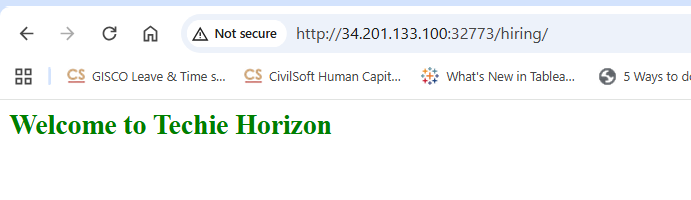 Not secure http://34.201.133.100:32773/hiring/
GISCO Leave & Time s... CivilSoft Human Capit... What's New in Tablea... 5 Ways to d
Welcome to Techie Horizon